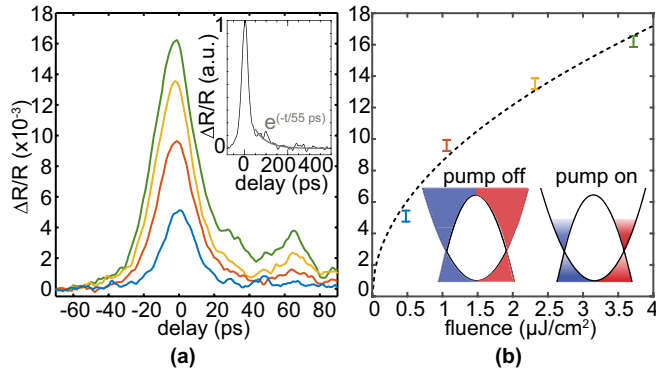 18
16
14
12
10
8
6
4
2
0
ΔR/R (x10⁻³)
-60 -40 -20 0 20 40 60 80
delay (ps)
1
0
ΔR/R (a.u.)
e^(-t/55 ps)
0 200 400
delay (ps)
(a)
18
16
14
12
10
8
6
4
2
0
pump off
pump on
0 0.5 1 1.5 2 2.5 3 3.5 4
fluence (µJ/cm²)
(b)